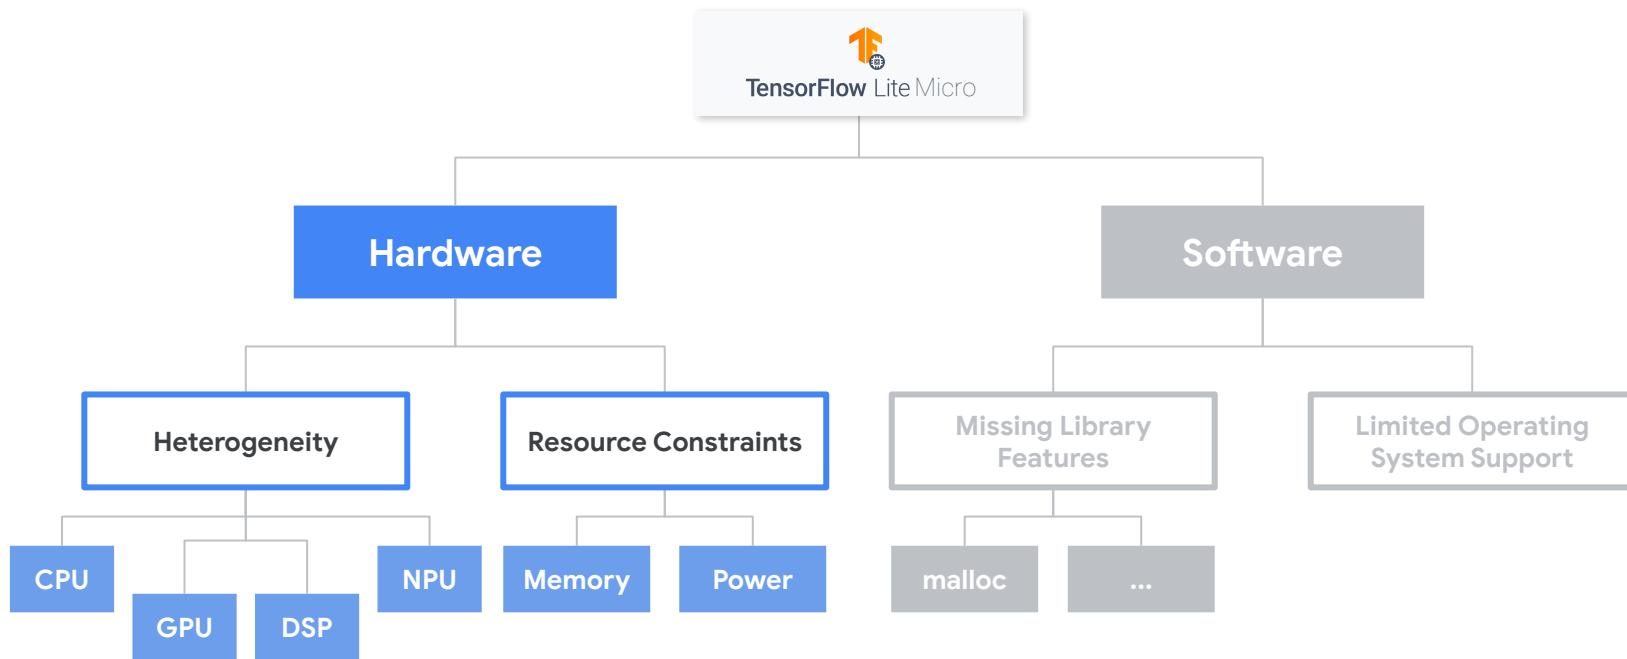 TensorFlow Lite Micro
Hardware
Software
Heterogeneity
Resource Constraints
Missing Library
Features
Limited Operating
System Support
CPU
GPU
DSP
NPU
Memory
Power
malloc
...